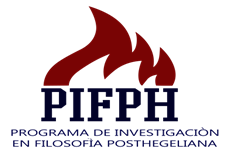 PIFPH
PROGRAMA DE INVESTIGACIÒN
EN FILOSOFÍA POSTHEGELIANA